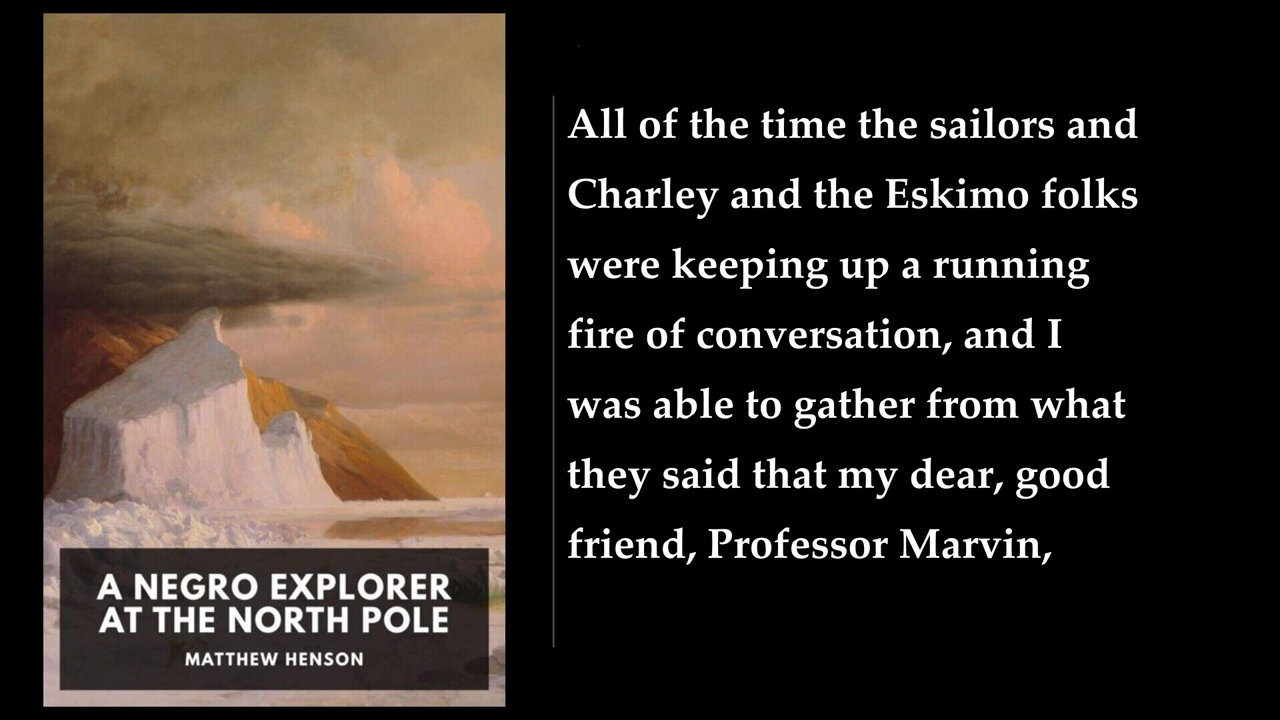 A NEGRO EXPLORER
AT THE NORTH POLE
MATTHEW HENSON
All of the time the sailors and
Charley and the Eskimo folks
were keeping up a running
fire of conversation, and I
was able to gather from what
they said that my dear, good
friend, Professor Marvin,